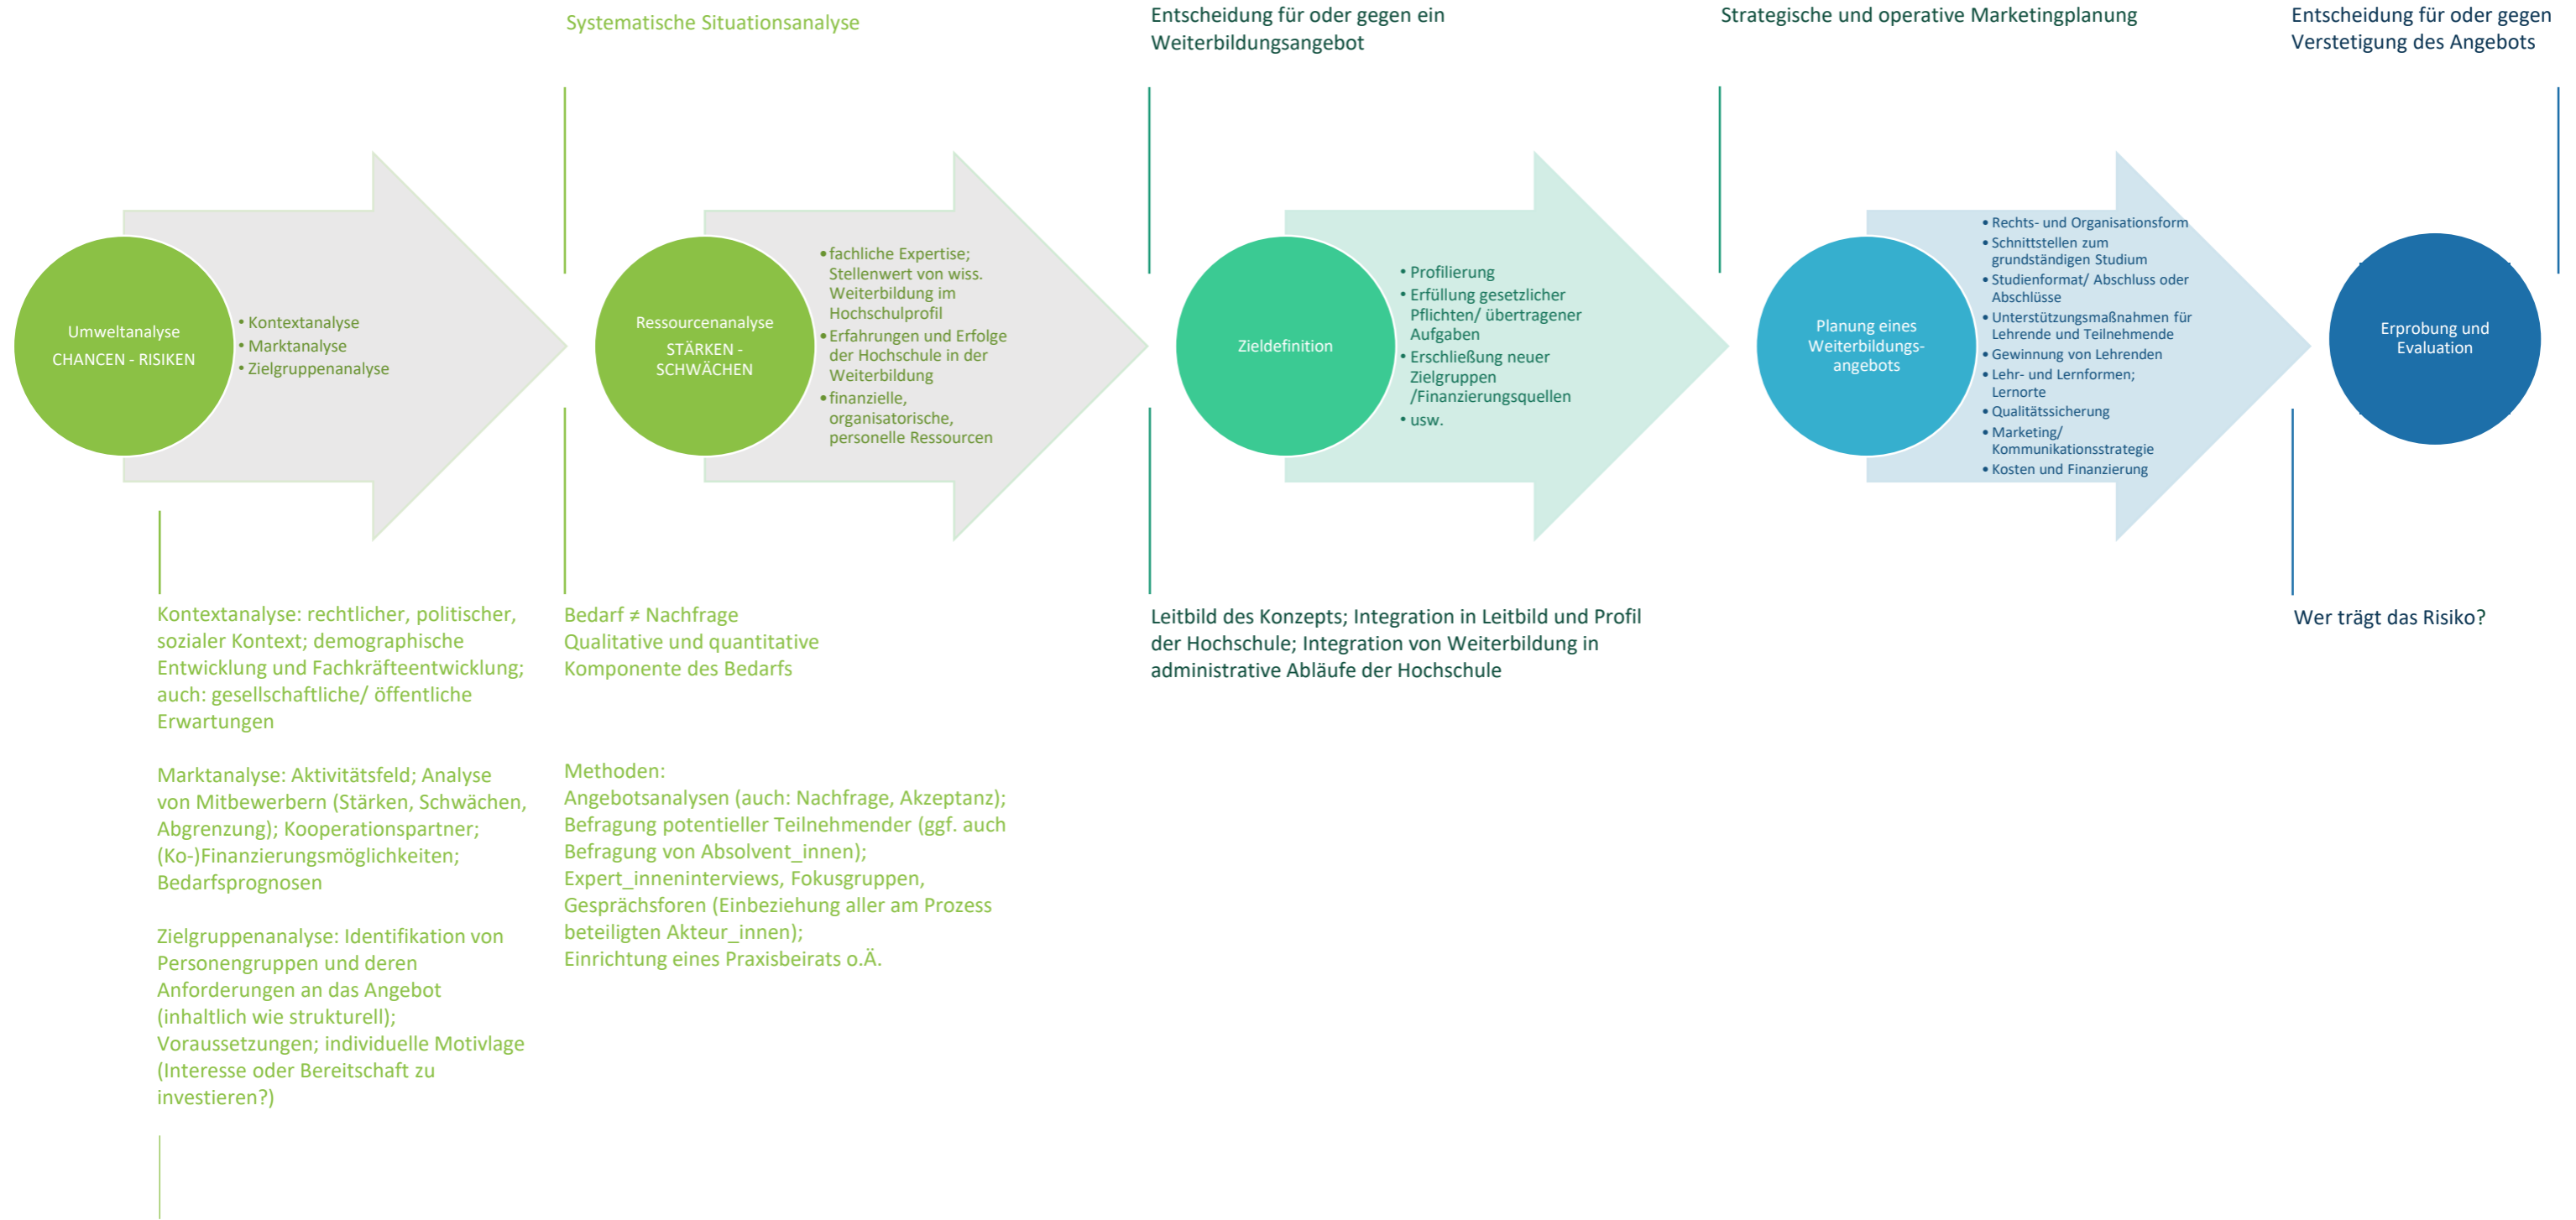 Systematische Situationsanalyse
Entscheidung für oder gegen ein
Weiterbildungsangebot
Strategische und operative Marketingplanung
Entscheidung für oder gegen
Verstetigung des Angebots
Umweltanalyse
CHANCEN - RISIKEN
• Kontextanalyse
• Marktanalyse
• Zielgruppenanalyse
Ressourcenanalyse
STÄRKEN -
SCHWÄCHEN
• fachliche Expertise;
Stellenwert von wiss.
Weiterbildung im
Hochschulprofil
• Erfahrungen und Erfolge
der Hochschule in der
Weiterbildung
• finanzielle,
organisatorische,
personelle Ressourcen
Zieldefinition
• Profilierung
• Erfüllung gesetzlicher
Pflichten/ übertragener
Aufgaben
• Erschließung neuer
Zielgruppen
/Finanzierungsquellen
• usw.
Planung eines
Weiterbildungs-
angebots
• Rechts- und Organisationsform
• Schnittstellen zum
grundständigen Studium
• Studienformat/ Abschluss oder
Abschlüsse
• Unterstützungsmaßnahmen für
Lehrende und Teilnehmende
• Gewinnung von Lehrenden
• Lehr- und Lernformen;
Lernorte
• Qualitätssicherung
• Marketing/
Kommunikationsstrategie
• Kosten und Finanzierung
Erprobung und
Evaluation
Kontextanalyse: rechtlicher, politischer,
sozialer Kontext; demographische
Entwicklung und Fachkräfteentwicklung;
auch: gesellschaftliche/ öffentliche
Erwartungen
Marktanalyse: Aktivitätsfeld; Analyse
von Mitbewerbern (Stärken, Schwächen,
Abgrenzung); Kooperationspartner;
(Ko-)Finanzierungsmöglichkeiten;
Bedarfsprognosen
Zielgruppenanalyse: Identifikation von
Personengruppen und deren
Anforderungen an das Angebot
(inhaltlich wie strukturell);
Voraussetzungen; individuelle Motivlage
(Interesse oder Bereitschaft zu
investieren?)
Bedarf ≠ Nachfrage
Qualitative und quantitative
Komponente des Bedarfs
Methoden:
Angebotsanalysen (auch: Nachfrage, Akzeptanz);
Befragung potentieller Teilnehmender (ggf. auch
Befragung von Absolvent_innen);
Expert_inneninterviews, Fokusgruppen,
Gesprächsforen (Einbeziehung aller am Prozess
beteiligten Akteur_innen);
Einrichtung eines Praxisbeirats o.Ä.
Leitbild des Konzepts; Integration in Leitbild und Profil
der Hochschule; Integration von Weiterbildung in
administrative Abläufe der Hochschule
Wer trägt das Risiko?